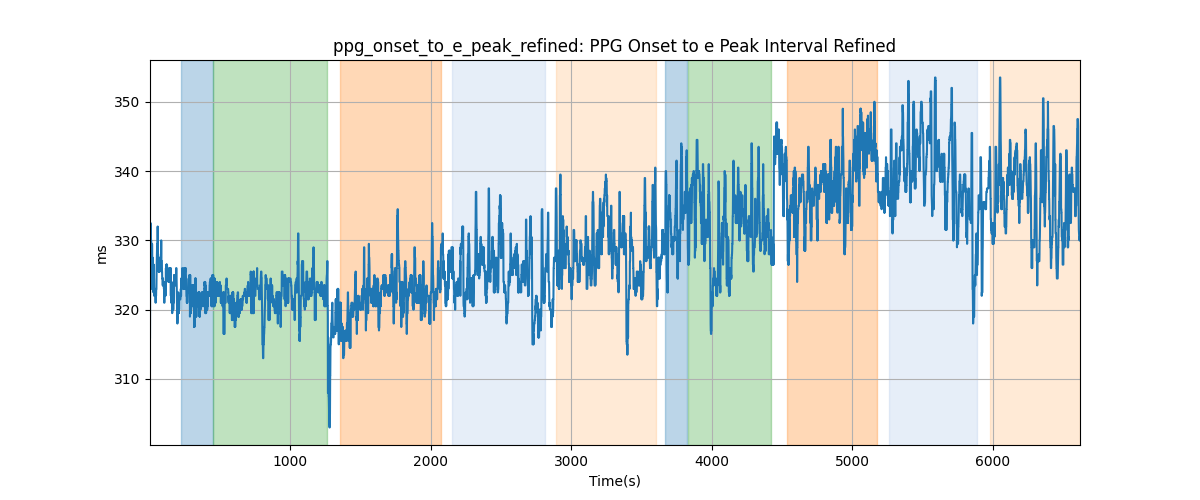 ppg_onset_to_e_peak_refined: PPG Onset to e Peak Interval Refined
350
340
330
320
310
ms
1000 2000 3000 4000 5000 6000
Time(s)